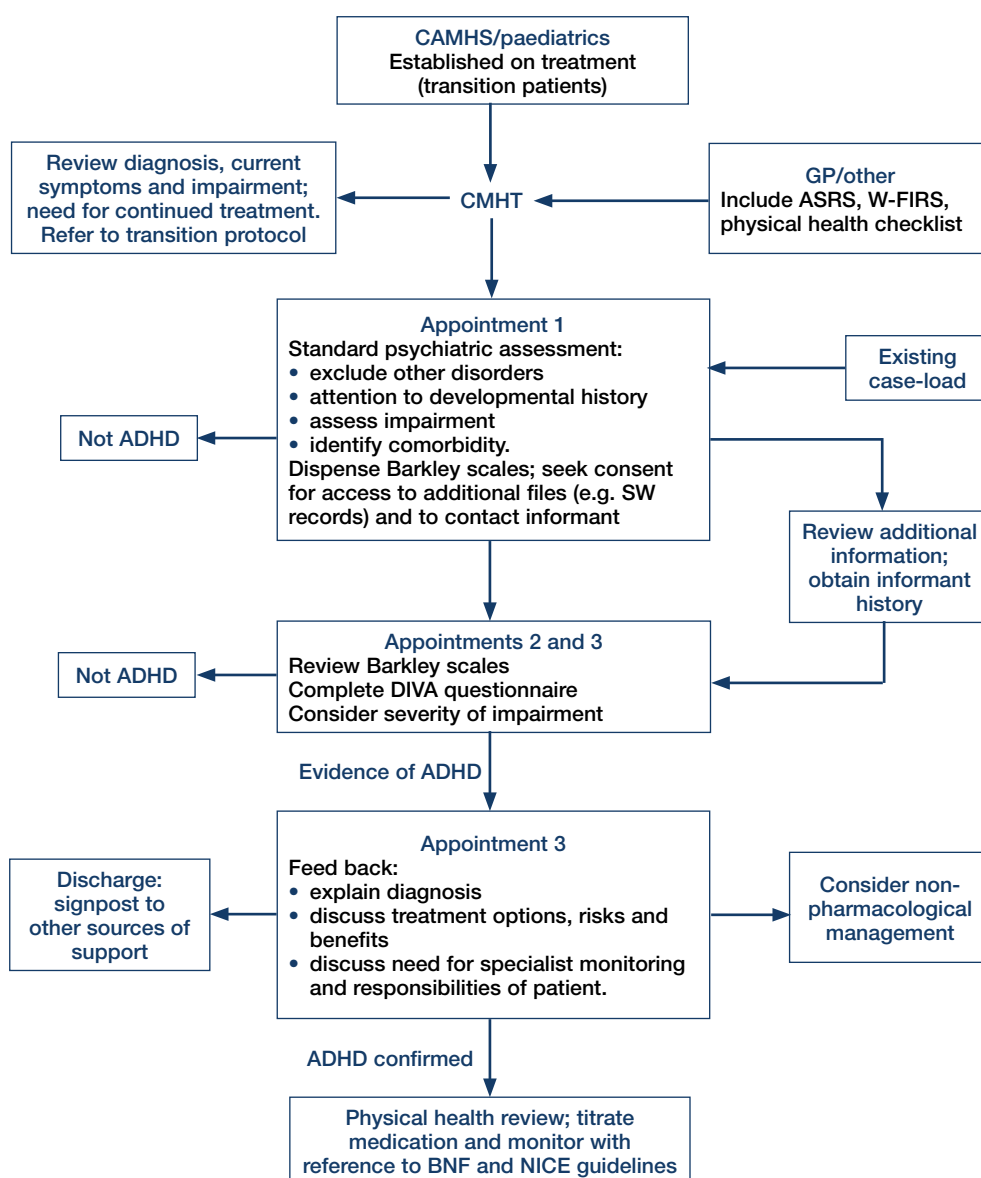 CAMHS/paediatrics
Established on treatment
(transition patients)
Review diagnosis, current
symptoms and impairment;
need for continued treatment.
Refer to transition protocol
CMHT
GP/other
Include ASRS, W-FIRS,
physical health checklist
Appointment 1
Standard psychiatric assessment:
• exclude other disorders
• attention to developmental history
• assess impairment
• identify comorbidity.
Dispense Barkley scales; seek consent
for access to additional files (e.g. SW
records) and to contact informant
Existing
case-load
Not ADHD
Review additional
information;
obtain informant
history
Appointments 2 and 3
Review Barkley scales
Complete DIVA questionnaire
Consider severity of impairment
Not ADHD
Evidence of ADHD
Appointment 3
Feed back:
• explain diagnosis
• discuss treatment options, risks and
benefits
• discuss need for specialist monitoring
and responsibilities of patient.
Discharge:
signpost to
other sources of
support
Consider non-
pharmacological
management
ADHD confirmed
Physical health review; titrate
medication and monitor with
reference to BNF and NICE guidelines